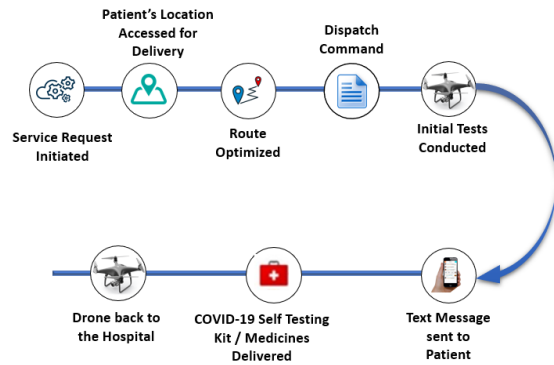 Patient's Location
Accessed for
Delivery
Dispatch
Command
Service Request
Initiated
Route
Optimized
Initial Tests
Conducted
Drone back to
the Hospital
COVID-19 Self Testing
Kit / Medicines
Delivered
Text Message
sent to
Patient